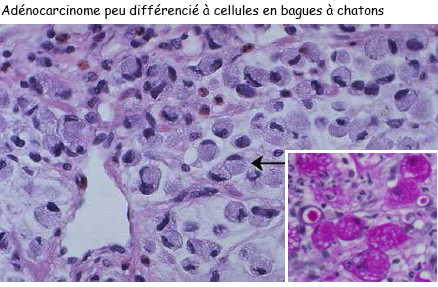 Adénocarcinome peu différencié à cellules en bagues à chatons